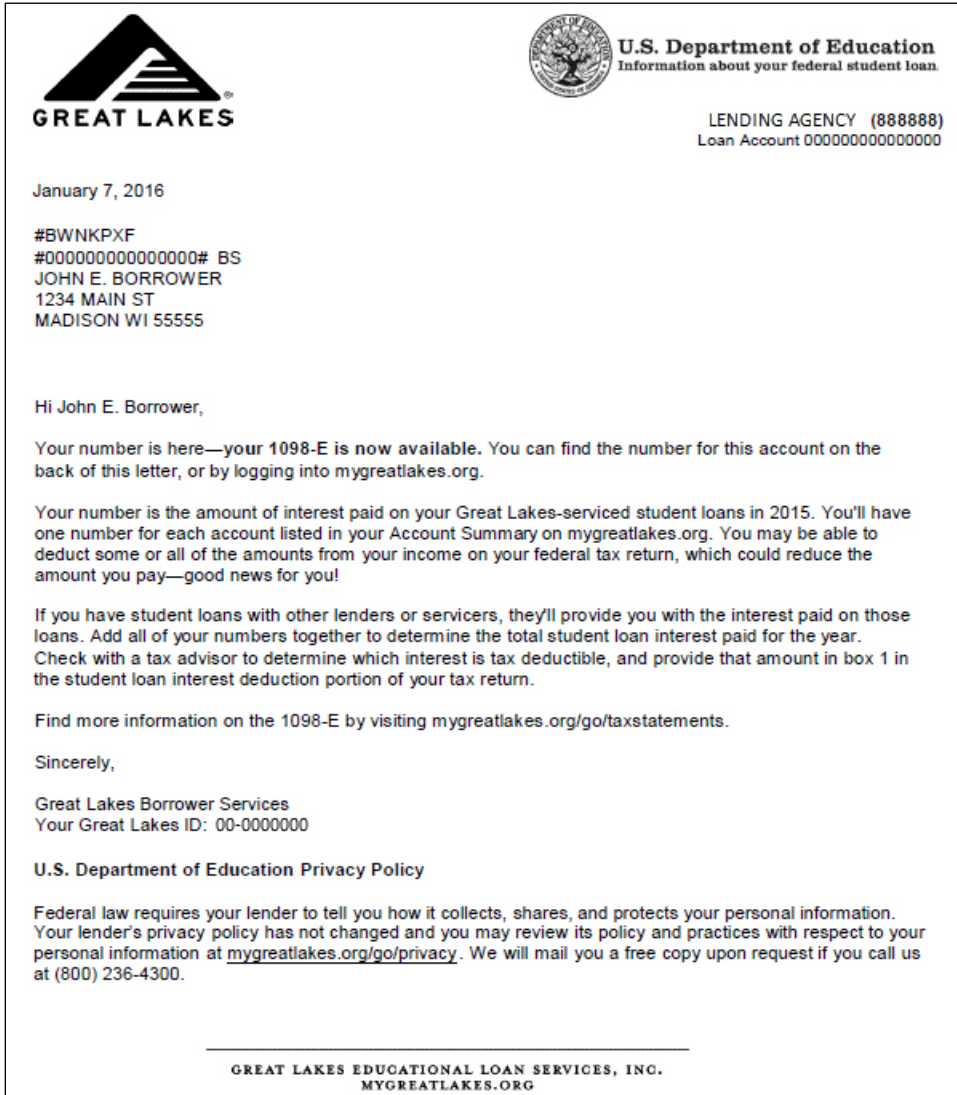 GREAT LAKES®
U.S. Department of Education
Information about your federal student loan.
LENDING AGENCY (888888)
Loan Account 000000000000000
January 7, 2016
#BWNKPXF
#000000000000000# BS
JOHN E. BORROWER
1234 MAIN ST
MADISON WI 55555
Hi John E. Borrower,
Your number is here—your 1098-E is now available. You can find the number for this account on the
back of this letter, or by logging into mygreatlakes.org.
Your number is the amount of interest paid on your Great Lakes-serviced student loans in 2015. You'll have
one number for each account listed in your Account Summary on mygreatlakes.org. You may be able to
deduct some or all of the amounts from your income on your federal tax return, which could reduce the
amount you pay—good news for you!
If you have student loans with other lenders or servicers, they'll provide you with the interest paid on those
loans. Add all of your numbers together to determine the total student loan interest paid for the year.
Check with a tax advisor to determine which interest is tax deductible, and provide that amount in box 1 in
the student loan interest deduction portion of your tax return.
Find more information on the 1098-E by visiting mygreatlakes.org/go/taxstatements.
Sincerely,
Great Lakes Borrower Services
Your Great Lakes ID: 00-0000000
U.S. Department of Education Privacy Policy
Federal law requires your lender to tell you how it collects, shares, and protects your personal information.
Your lender's privacy policy has not changed and you may review its policy and practices with respect to your
personal information at mygreatlakes.org/go/privacy. We will mail you a free copy upon request if you call us
at (800) 236-4300.
GREAT LAKES EDUCATIONAL LOAN SERVICES, INC.
MYGREATLAKES.ORG